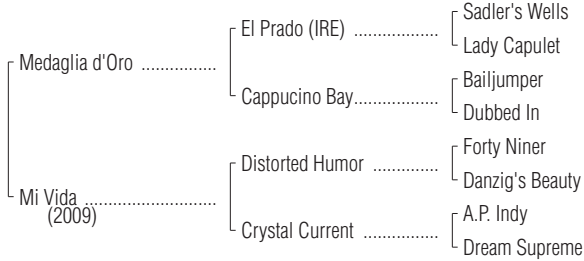 Sadler's Wells
El Prado (IRE) ..................
Lady Capulet
Medaglia d'Oro ................
Bailjumper
Cappucino Bay..................
Dubbed In
Forty Niner
Distorted Humor ..............
Danzig's Beauty
Mi Vida ............................
(2009)
A.P. Indy
Crystal Current ................
Dream Supreme